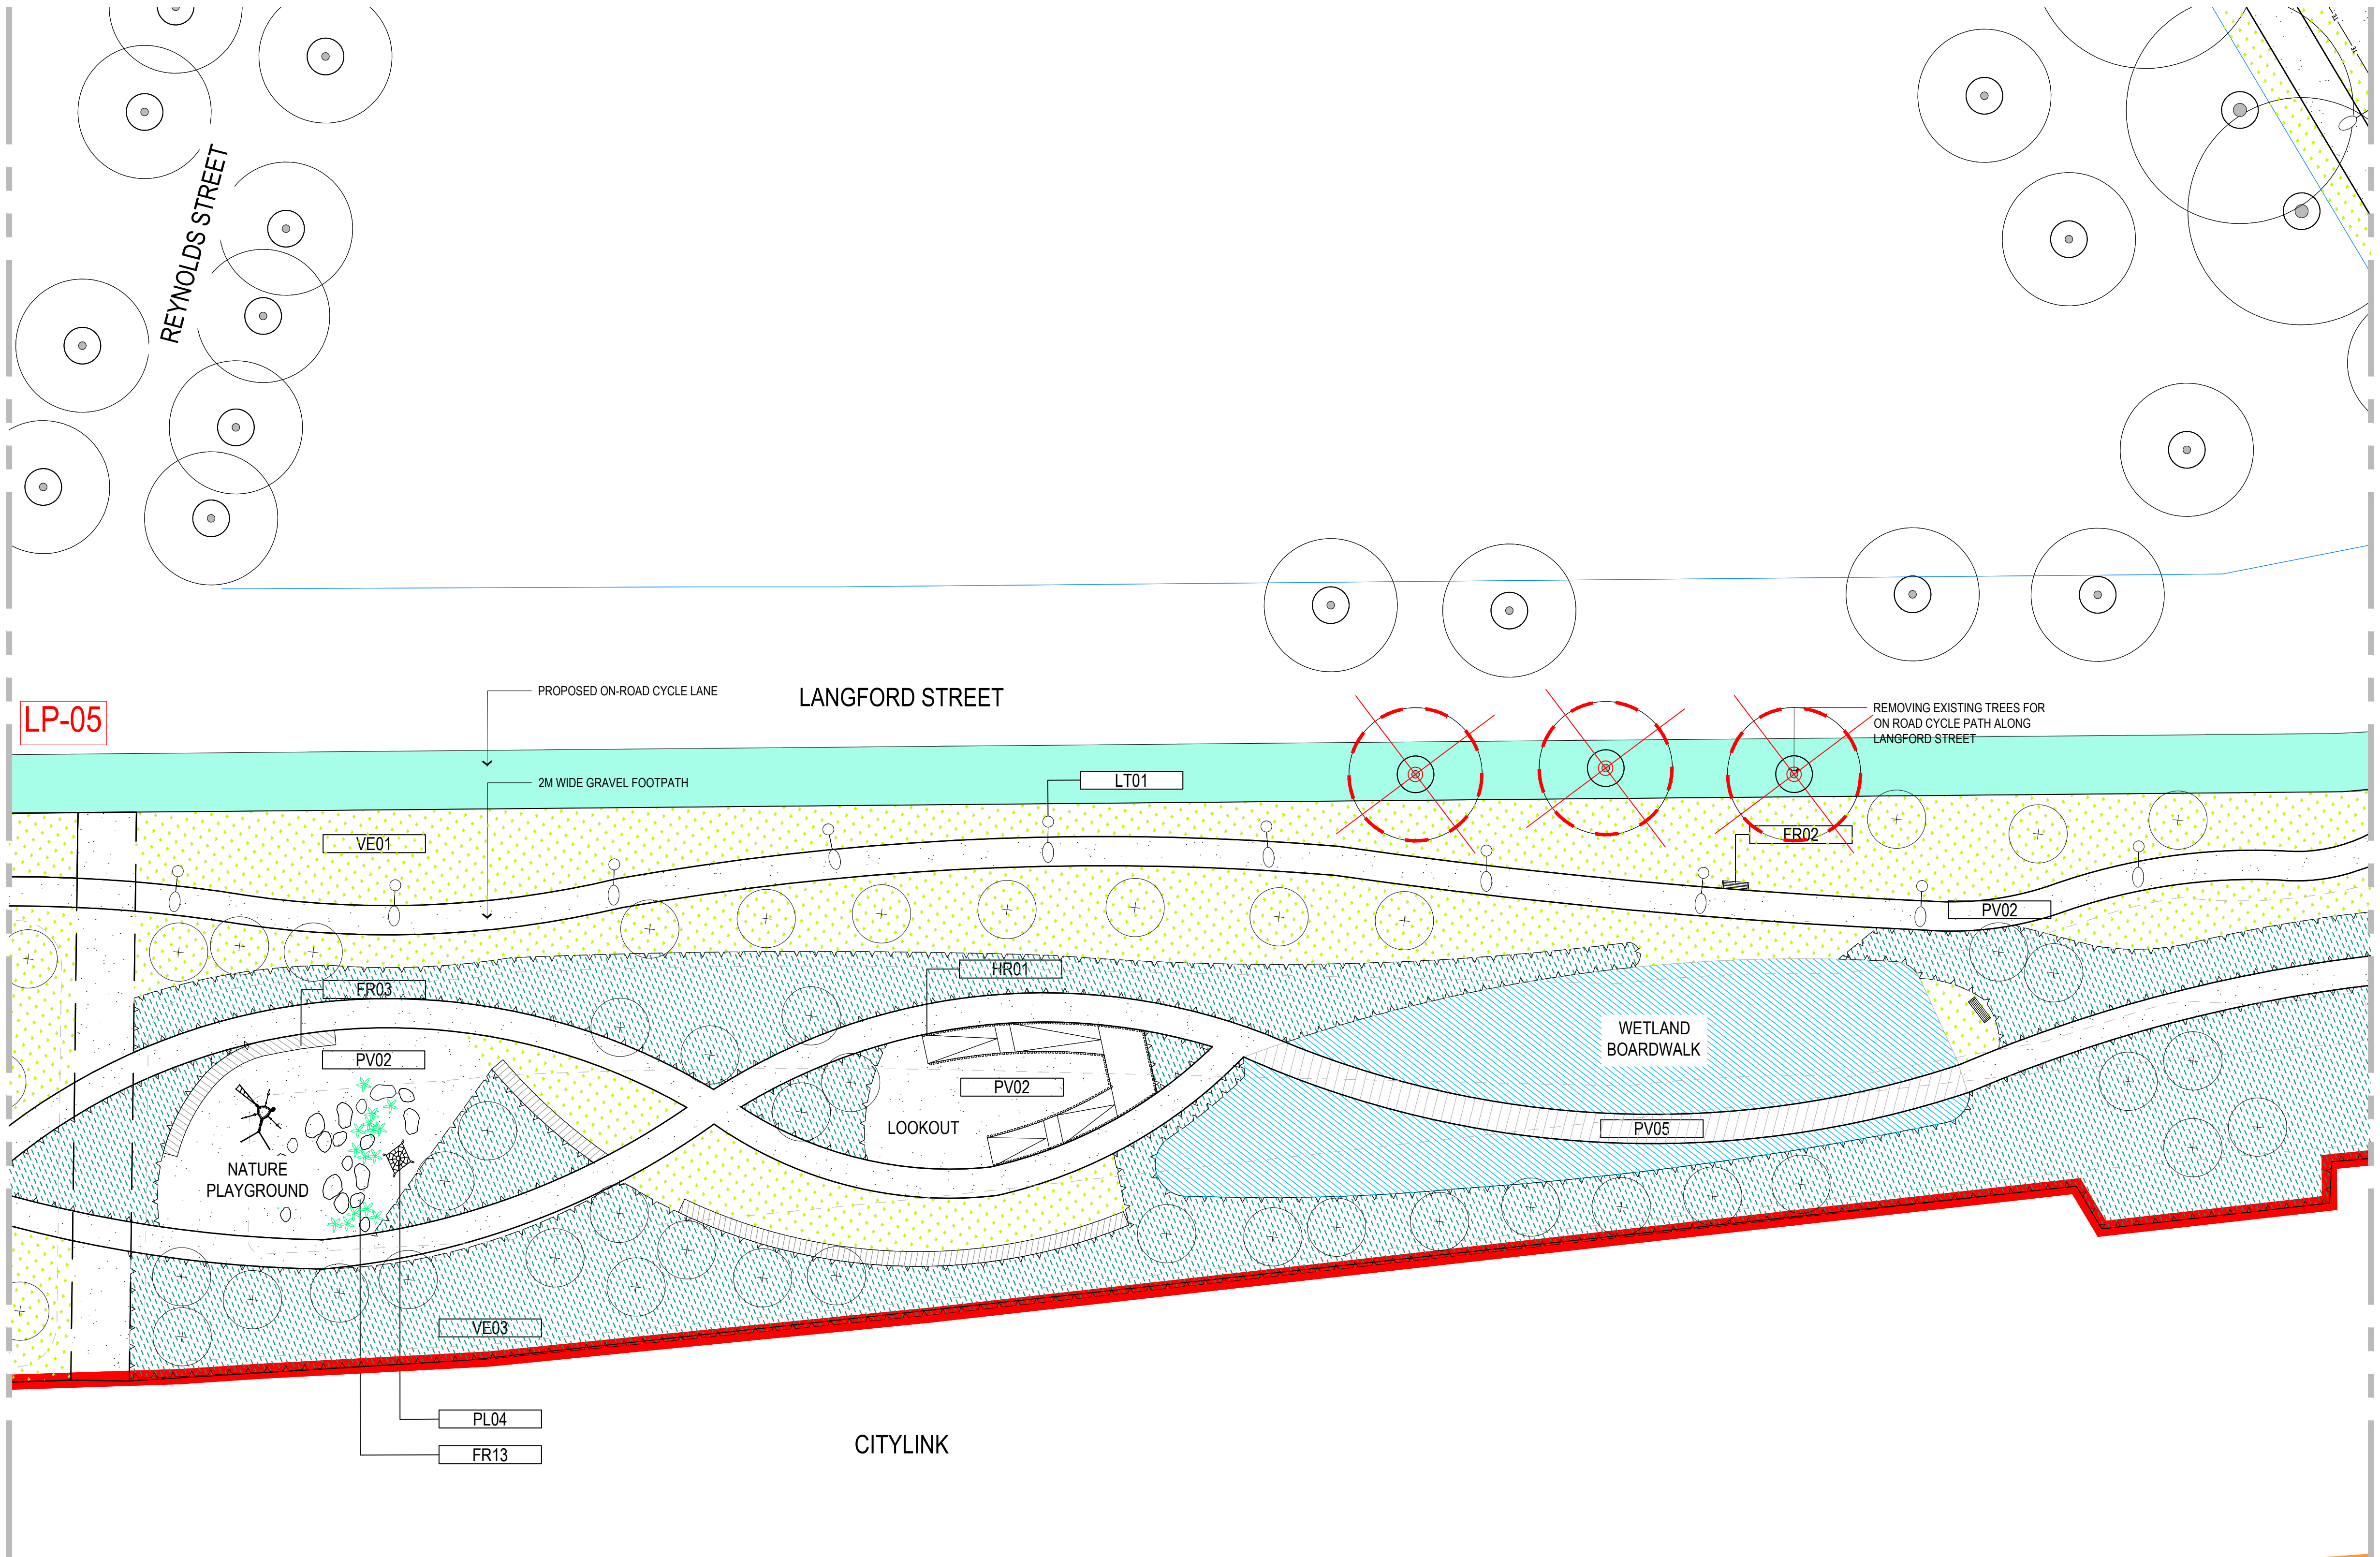 REYNOLDS STREET
PROPOSED ON-ROAD CYCLE LANE
LANGFORD STREET
REMOVING EXISTING TREES FOR
ON ROAD CYCLE PATH ALONG
LANGFORD STREET
LP-05
2M WIDE GRAVEL FOOTPATH
LT01
VE01
FR02
PV02
HR01
FR03
WETLAND
BOARDWALK
PV02
PV02
LOOKOUT
PV05
NATURE
PLAYGROUND
VE03
PL04
FR13
CITYLINK